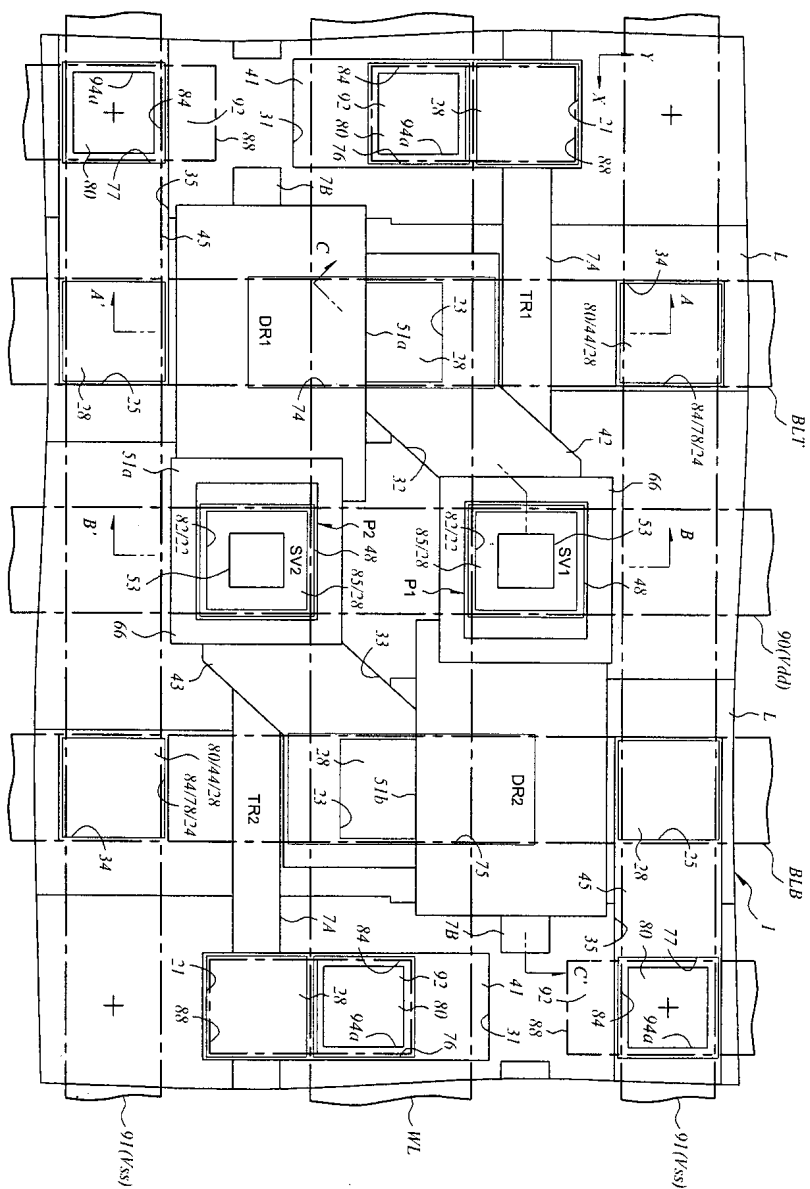 Y
X
94a
84
92
88
80
77
35
45
41
31
84
92
80
94a
76
28
21
88
7B
7A
L
C
DR1
TR1
51a
23
28
74
34
A
80/44/28
84/78/24
BLT
A'
25
28
42
32
51a
66
P2
48
82/22
B'
SV2
85/28
53
66
53
82/22
SV1
85/28
P1
48
B
90(Vdd)
33
43
L
80/44/28
84/78/24
34
TR2
28
51b
23
75
DR2
28
25
BLB
1
45
7A
7B
35
80
77
C'
92
84
88
94a
21
88
28
84
92
80
94a
76
41
31
91(Vss)
WL
91(Vss)